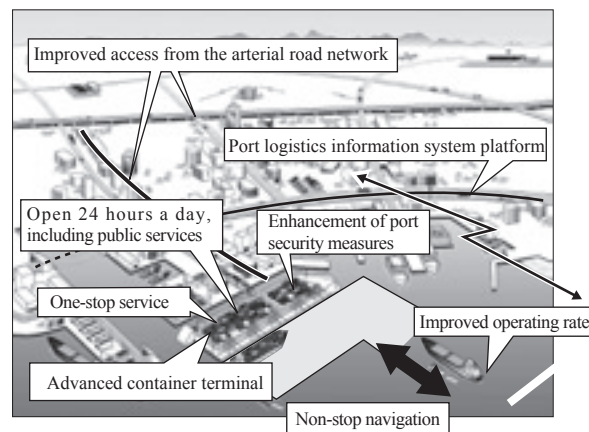 Improved access from the arterial road network
Port logistics information system platform
Open 24 hours a day,
including public services
Enhancement of port
security measures
One-stop service
Improved operating rate
Advanced container terminal
Non-stop navigation